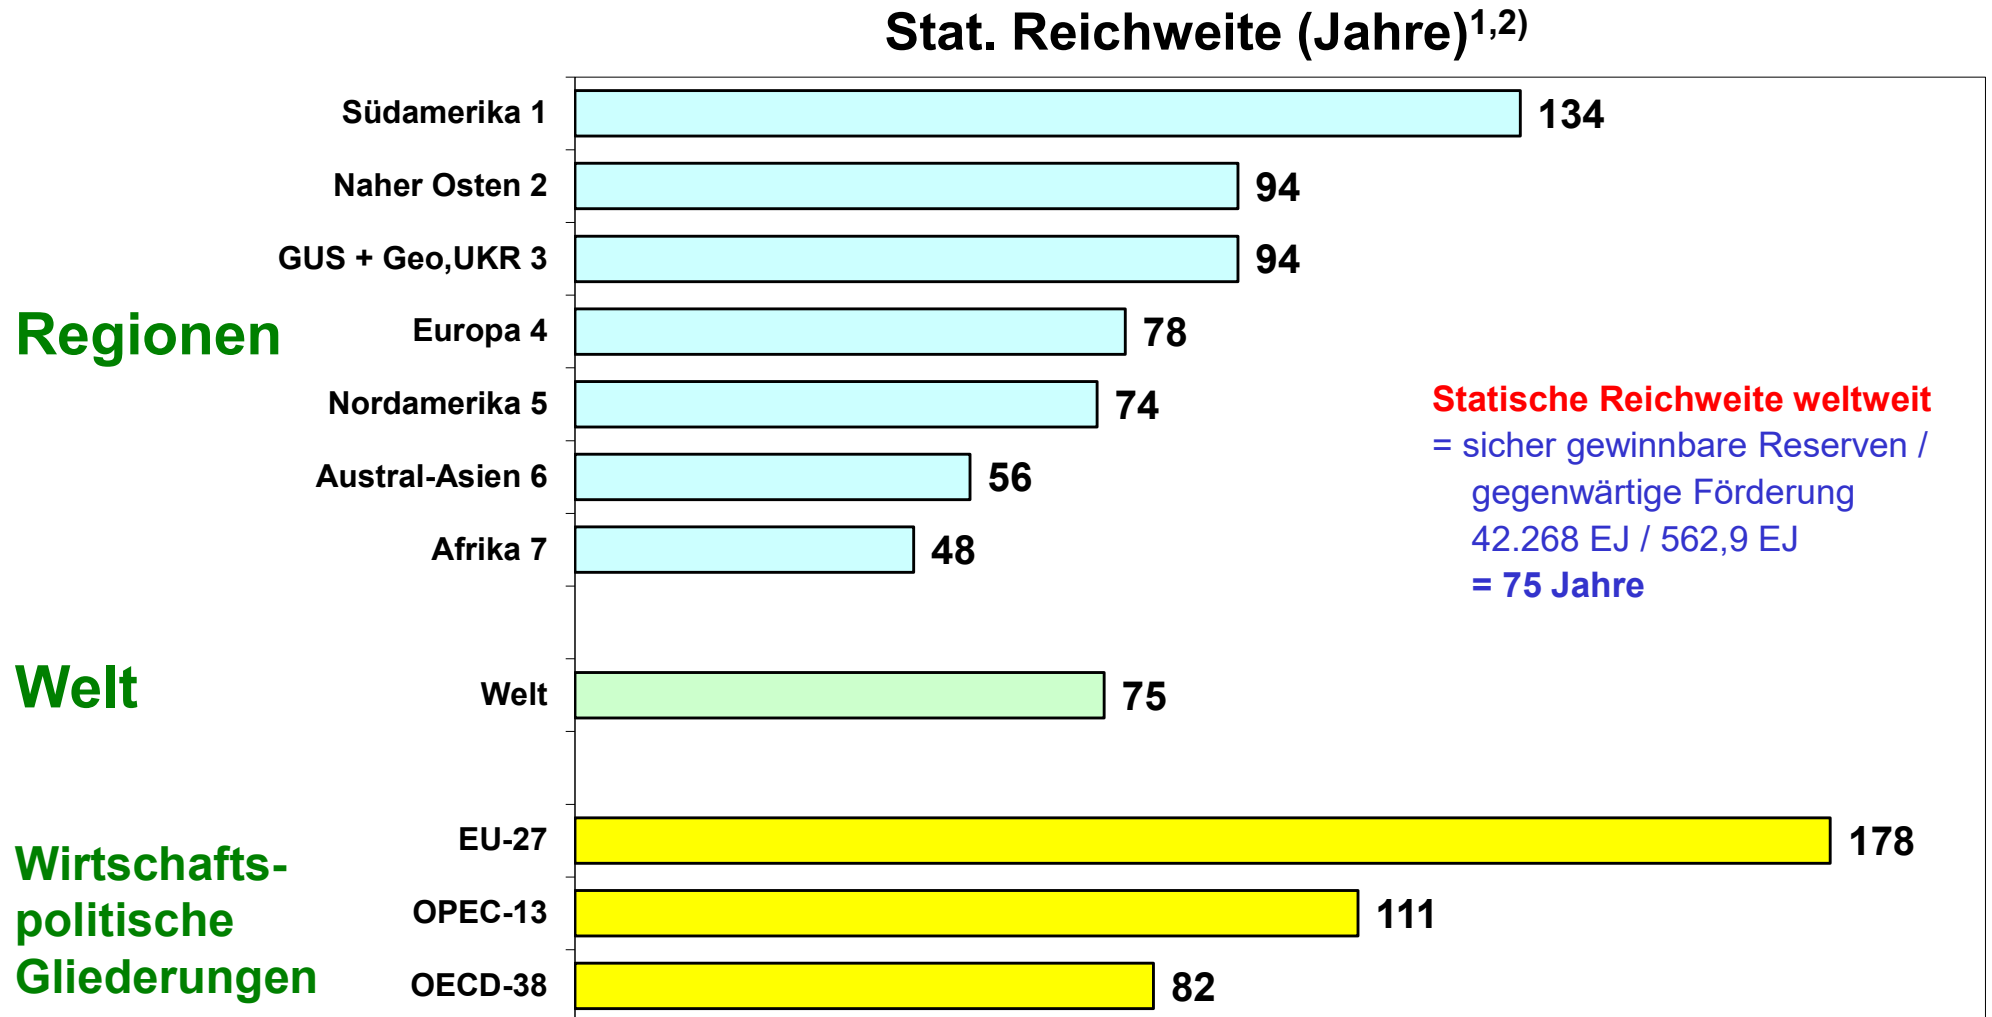 Stat. Reichweite (Jahre)1,2)
Regionen
Südamerika 1 134
Naher Osten 2 94
GUS + Geo,UKR 3 94
Europa 4 78
Nordamerika 5 74
Austral-Asien 6 56
Afrika 7 48
Statische Reichweite weltweit
= sicher gewinnbare Reserven /
gegenwärtige Förderung
42.268 EJ / 562,9 EJ
= 75 Jahre
Welt
Welt 75
Wirtschafts-
politische
Gliederungen
EU-27 178
OPEC-13 111
OECD-38 82